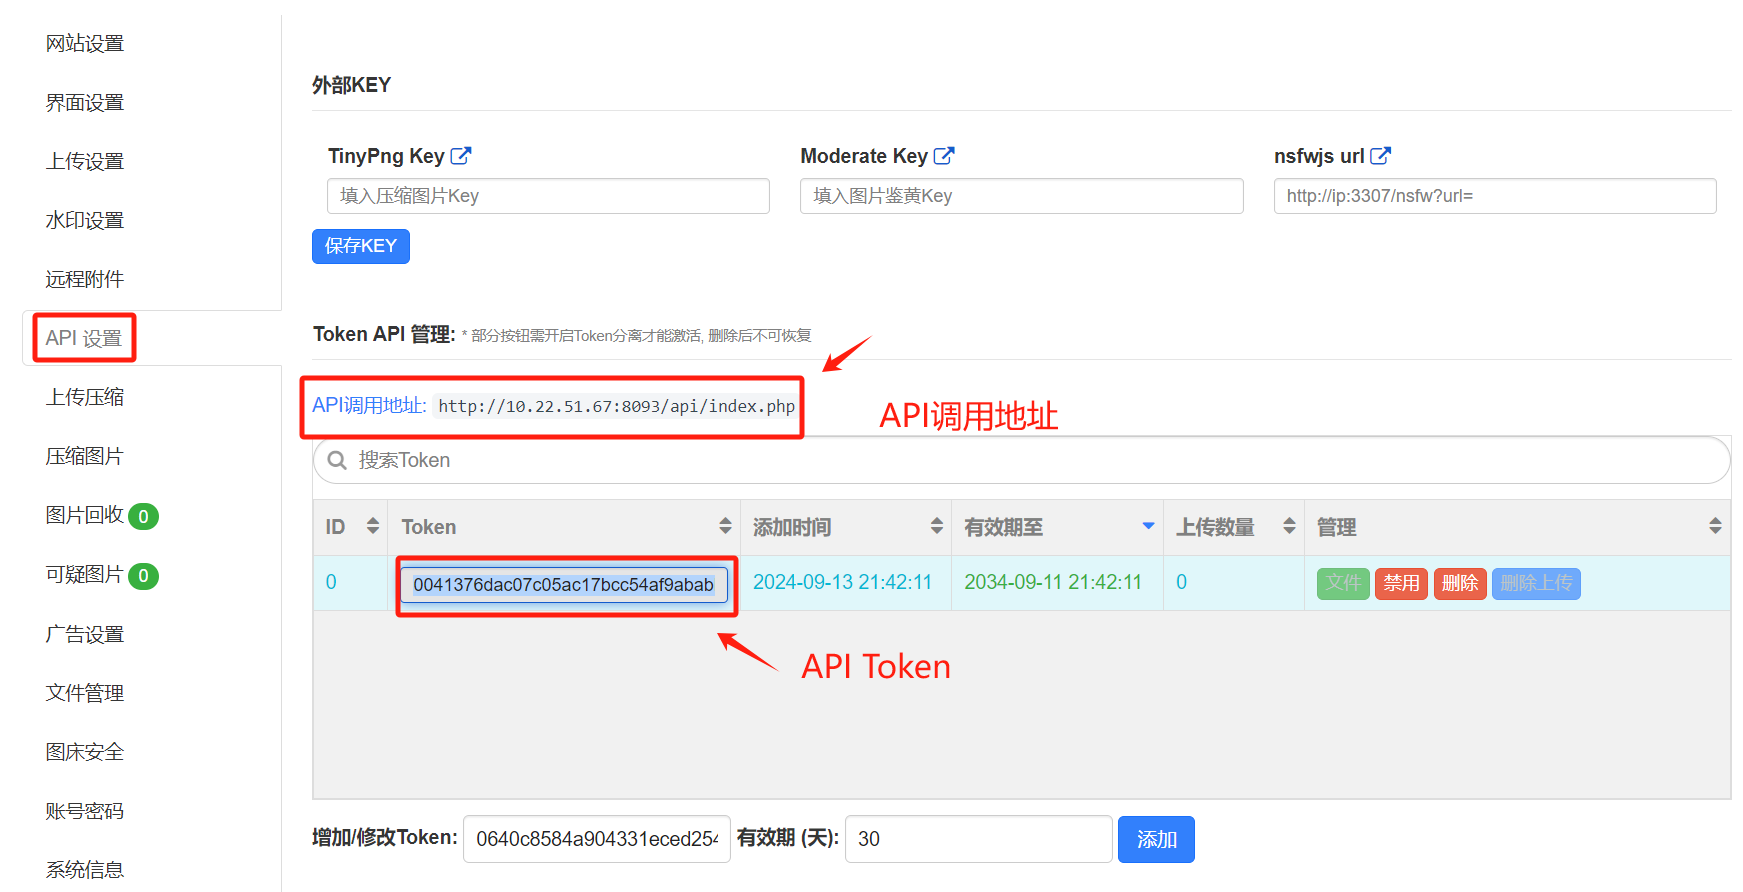 网站设置
界面设置
上传设置
水印设置
远程附件
API 设置
上传压缩
压缩图片
图片回收 0
可疑图片 0
广告设置
文件管理
图床安全
账号密码
系统信息
外部KEY
TinyPng Key Moderate Key nsfwjs url
填入压缩图片Key 填入图片鉴黄Key http://ip:3307/nsfw?url=
保存KEY
Token API 管理: * 部分按钮需开启Token分离才能激活, 删除后不可恢复
API调用地址: http://10.22.51.67:8093/api/index.php
API调用地址
搜索Token
ID Token 添加时间 有效期至 上传数量 管理
0 0041376dac07c05ac17bcc54af9abab 2024-09-13 21:42:11 2034-09-11 21:42:11 0 文件 禁用 删除 删除上传
API Token
增加/修改Token: 0640c8584a904331eced254 有效期 (天): 30 添加